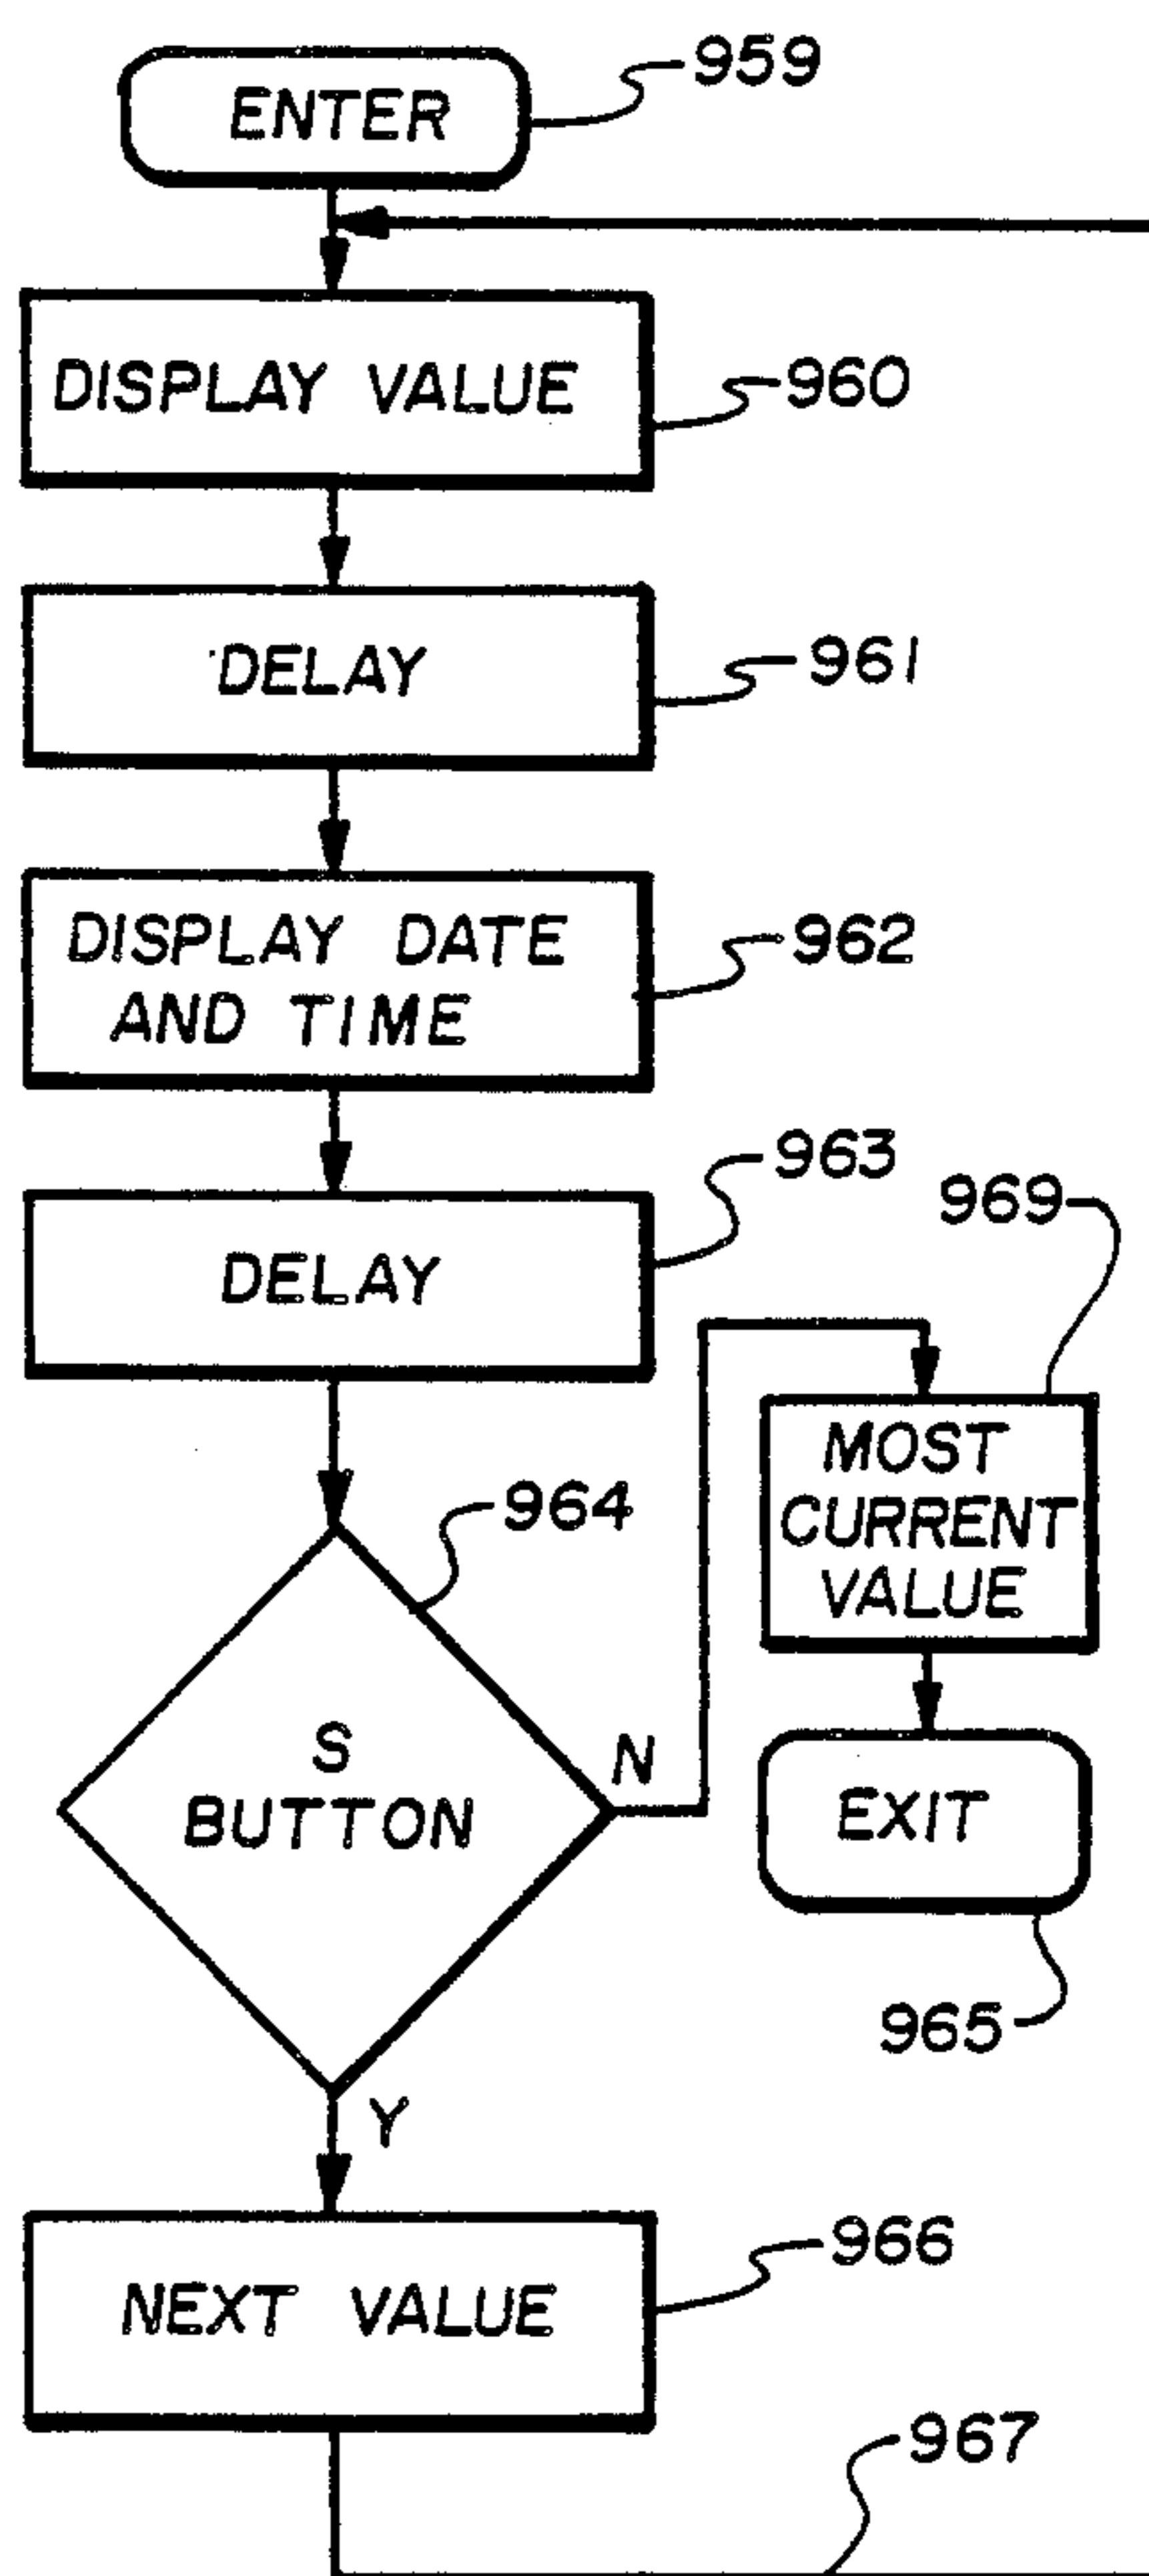 ENTER
959
DISPLAY VALUE
960
DELAY
961
DISPLAY DATE
AND TIME
962
DELAY
963
969
MOST
CURRENT
VALUE
964
S
BUTTON
N
EXIT
965
Y
NEXT VALUE
966
967